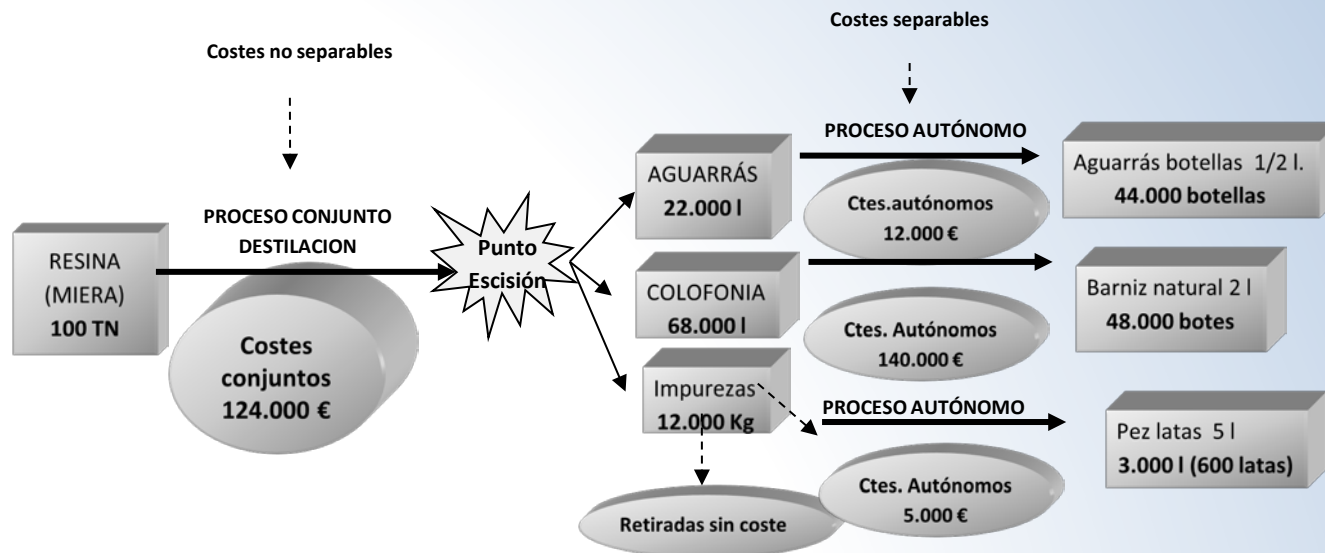 Costes separables
Costes no separables
PROCESO AUTÓNOMO
AGUARRÁS
22.000 l
Ctes.autónomos
12.000 €
Aguarrás botellas 1/2 l.
44.000 botellas
RESINA
(MIERA)
100 TN
PROCESO CONJUNTO
DESTILACION
Costes
conjuntos
124.000 €
Punto
Escisión
COLOFONIA
68.000 l
Ctes. Autónomos
140.000 €
Barniz natural 2 l
48.000 botes
Impurezas
12.000 Kg
PROCESO AUTÓNOMO
Ctes. Autónomos
5.000 €
Pez latas 5 l
3.000 l (600 latas)
Retiradas sin coste